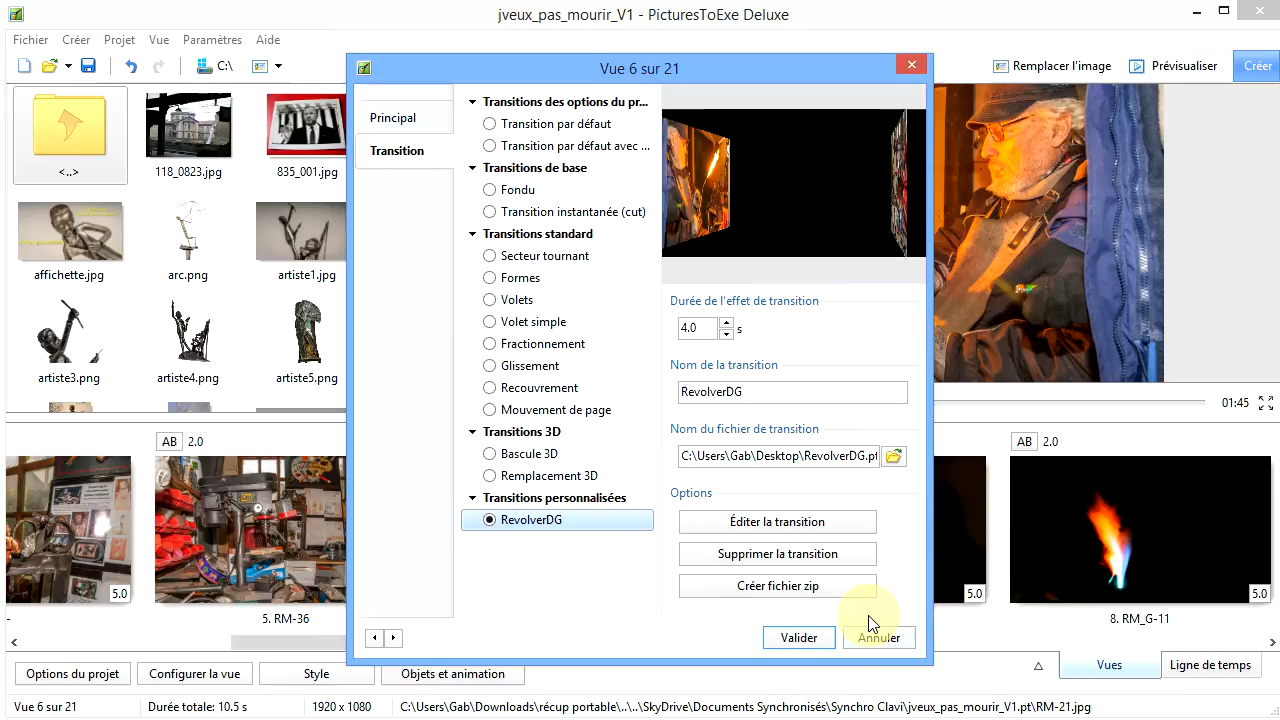 jveux_pas_mourir_V1 - PicturesToExe Deluxe
Fichier Créer Projet Vue Paramètres Aide
C:\
Remplacer l'image
Prévisualiser
Créer
<..>
118_0823.jpg
835_001.jpg
affichette.jpg
arc.png
artiste1.jpg
artiste3.png
artiste4.png
artiste5.png
Vue 6 sur 21
Principal
Transition
Transitions des options du pr...
Transition par défaut
Transition par défaut avec ...
Transitions de base
Fondu
Transition instantanée (cut)
Transitions standard
Secteur tournant
Formes
Volets
Volet simple
Fractionnement
Glissement
Recouvrement
Mouvement de page
Transitions 3D
Bascule 3D
Remplacement 3D
Transitions personnalisées
RevolverDG
Durée de l'effet de transition
4.0 s
Nom de la transition
RevolverDG
Nom du fichier de transition
C:\Users\Gab\Desktop\RevolverDG.pt
Options
Éditer la transition
Supprimer la transition
Créer fichier zip
Valider
Annuler
01:45
AB 2.0
AB 2.0
5.0
5.0
5.0
5. RM-36
8. RM_G-11
Options du projet
Configurer la vue
Style
Objets et animation
Vues
Ligne de temps
Vue 6 sur 21
Durée totale: 10.5 s
1920 x 1080
C:\Users\Gab\Downloads\récup portable\..\..\SkyDrive\Documents Synchronisés\Synchro Clavi\jveux_pas_mourir_V1.pt\RM-21.jpg